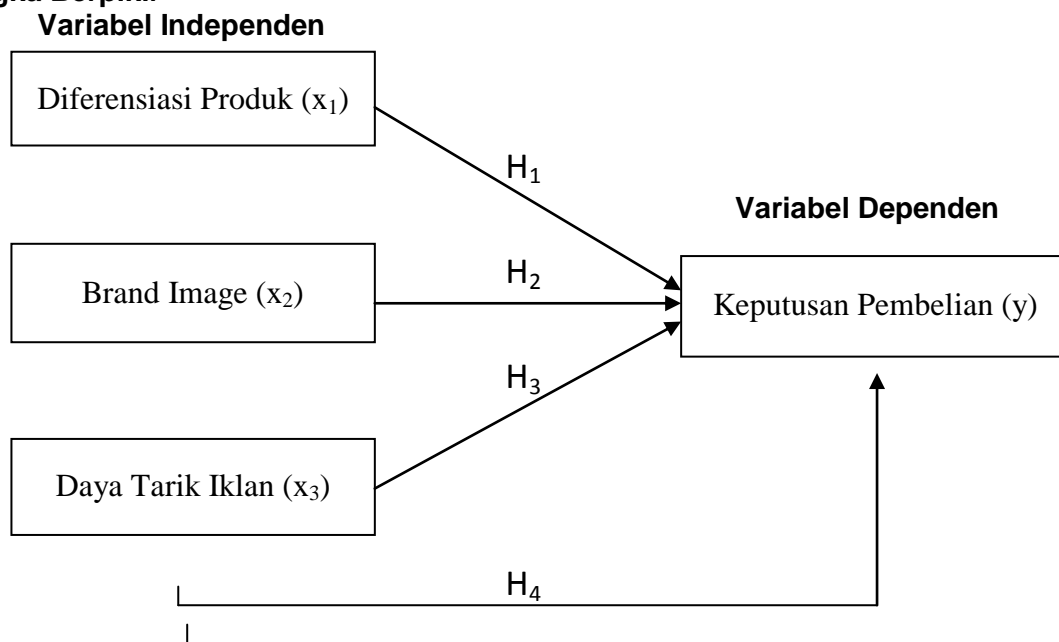 Variabel Independen
Diferensiasi Produk (x₁)
H₁
Variabel Dependen
Brand Image (x₂)
H₂
Keputusan Pembelian (y)
H₃
Daya Tarik Iklan (x₃)
H₄